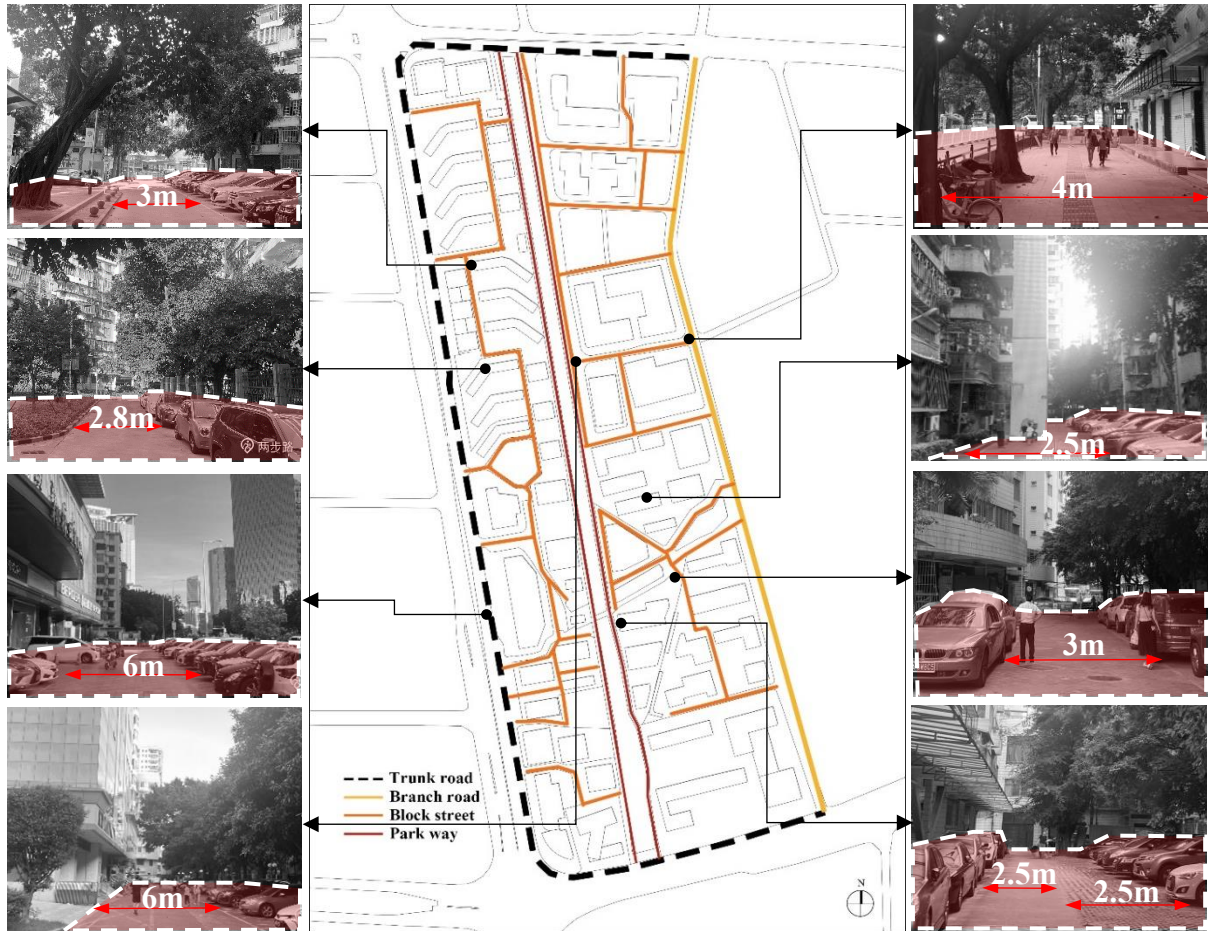 3m
4m
2.8m
两步路
2.5m
6m
3m
Trunk road
Branch road
Block street
Park way
6m
N
2.5m
2.5m